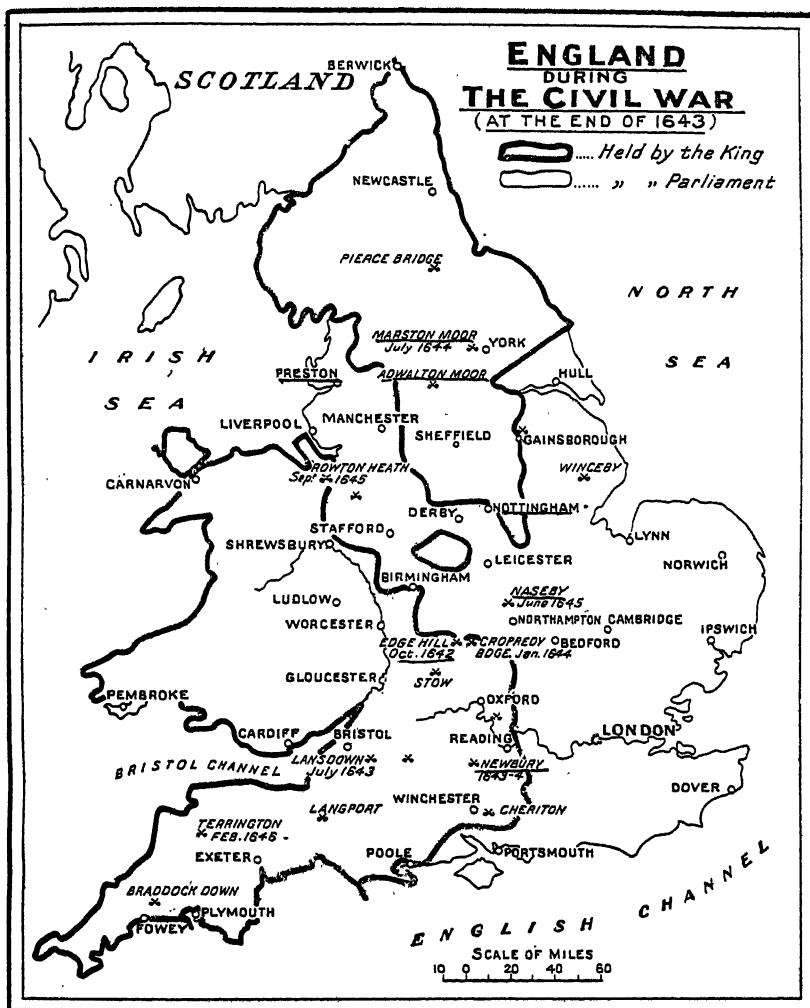 ENGLAND
DURING
THE CIVIL WAR
(AT THE END OF 1643)
..... Held by the King
...... „ „ Parliament
BERWICK
SCOTLAND
NEWCASTLE
PIERCE BRIDGE
NORTH
SEA
MARSTON MOOR
July 1644
YORK
IRISH
SEA
PRESTON
ADWALTON MOOR
HULL
LIVERPOOL
MANCHESTER
SHEFFIELD
GAINSBOROUGH
WINCEBY
ROWTON HEATH
Sept. 1645
CARNARVON
DERBY
NOTTINGHAM
STAFFORD
SHREWSBURY
LYNN
LEICESTER
NORWICH
BIRMINGHAM
LUDLOW
NASEBY
June 1645
WORCESTER
NORTHAMPTON
CAMBRIDGE
EDGE HILL
Oct. 1642
CROPREDY
BDGE. Jan. 1644
BEDFORD
IPSWICH
GLOUCESTER
STOW
PEMBROKE
OXFORD
CARDIFF
BRISTOL
READING
LONDON
BRISTOL CHANNEL
LANSDOWN
July 1643
NEWBURY
1643-4
DOVER
WINCHESTER
CHERITON
LANGPORT
TERRINGTON
FEB. 1646
EXETER
POOLE
PORTSMOUTH
BRADDOCK DOWN
PLYMOUTH
FOWEY
ENGLISH CHANNEL
SCALE OF MILES
10 0 20 40 60